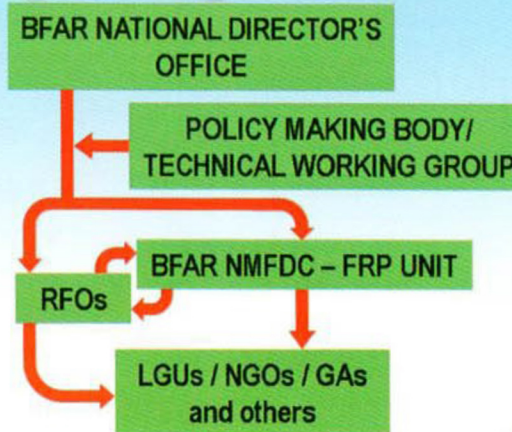 BFAR NATIONAL DIRECTOR'S
OFFICE
POLICY MAKING BODY/
TECHNICAL WORKING GROUP
BFAR NMFDC – FRP UNIT
RFOs
LGUs / NGOs / GAs
and others